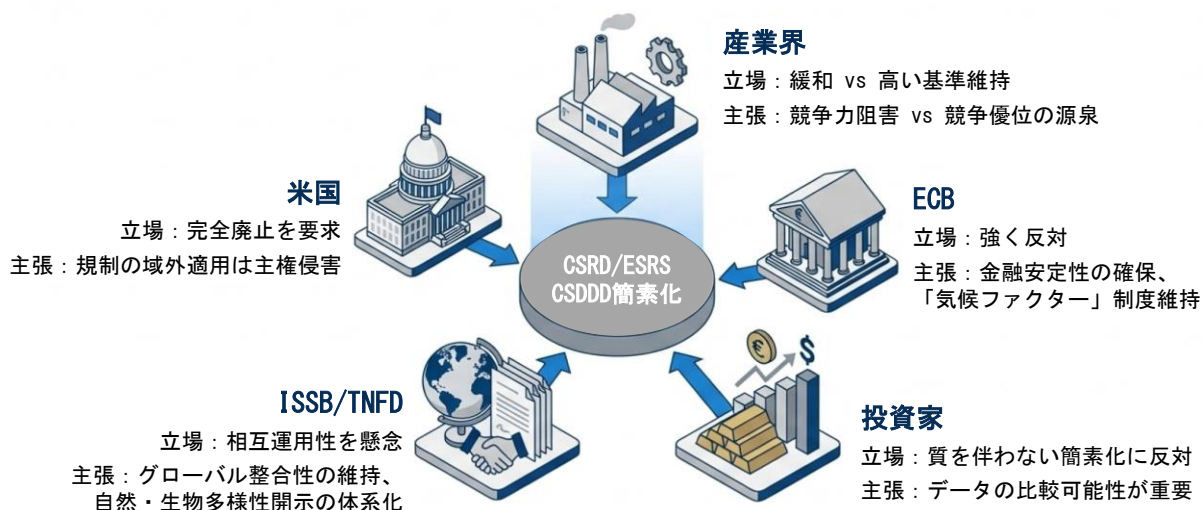 産業界
立場：緩和 vs 高い基準維持
主張：競争力阻害 vs 競争優位の源泉
米国
立場：完全廃止を要求
主張：規制の域外適用は主権侵害
ECB
立場：強く反対
主張：金融安定性の確保、
「気候ファクター」制度維持
CSRD/ESRS
CSDDD簡素化
ISSB/TNFD
立場：相互運用性を懸念
主張：グローバル整合性の維持、
自然・生物多様性開示の体系化
€
$
投資家
立場：質を伴わない簡素化に反対
主張：データの比較可能性が重要